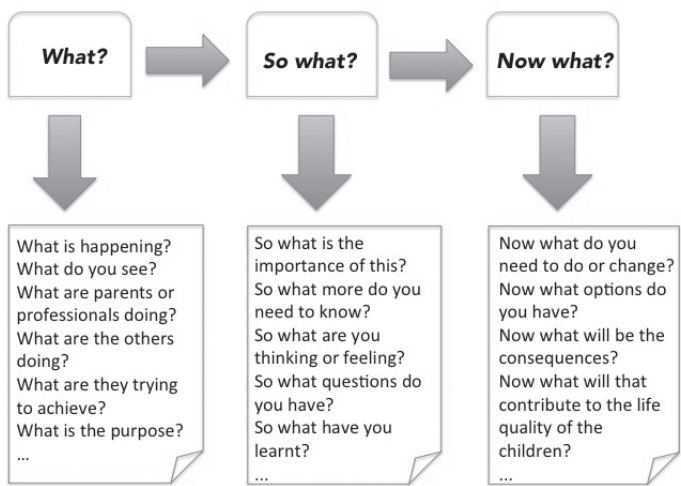 What?
So what?
Now what?
What is happening?
What do you see?
What are parents or
professionals doing?
What are the others
doing?
What are they trying
to achieve?
What is the purpose?
...
So what is the
importance of this?
So what more do you
need to know?
So what are you
thinking or feeling?
So what questions do
you have?
So what have you
learnt?
...
Now what do you
need to do or change?
Now what options do
you have?
Now what will be the
consequences?
Now what will that
contribute to the life
quality of the
children?
...